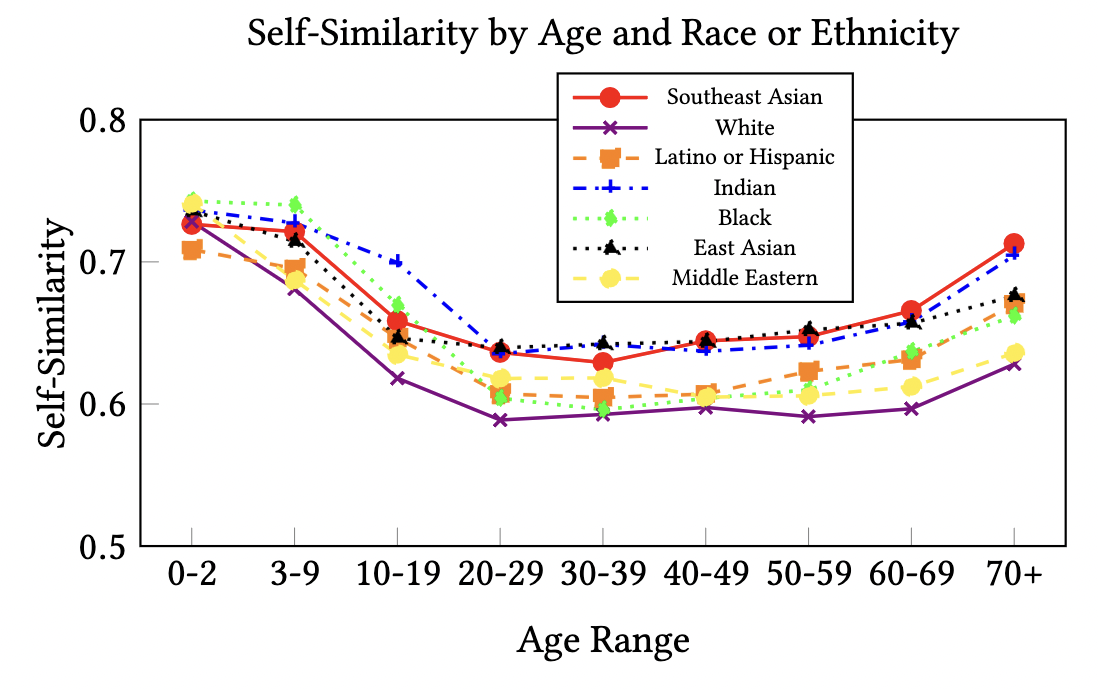 Self-Similarity by Age and Race or Ethnicity
Southeast Asian
White
Latino or Hispanic
Indian
Black
East Asian
Middle Eastern
0.8
0.7
0.6
0.5
Self-Similarity
0-2 3-9 10-19 20-29 30-39 40-49 50-59 60-69 70+
Age Range